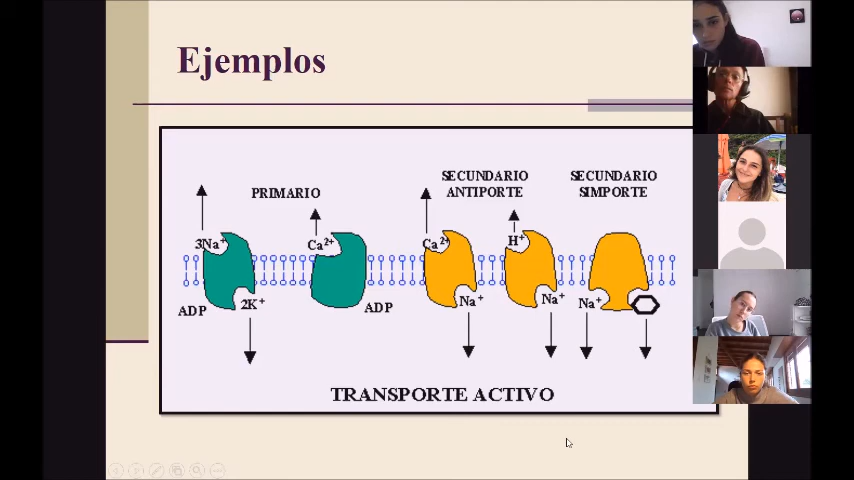 Ejemplos
PRIMARIO
SECUNDARIO
ANTIPORTE
SECUNDARIO
SIMPORTE
3Na⁺
Ca²⁺
Ca²⁺
H⁺
ADP
2K⁺
ADP
Na⁺
Na⁺
Na⁺
TRANSPORTE ACTIVO